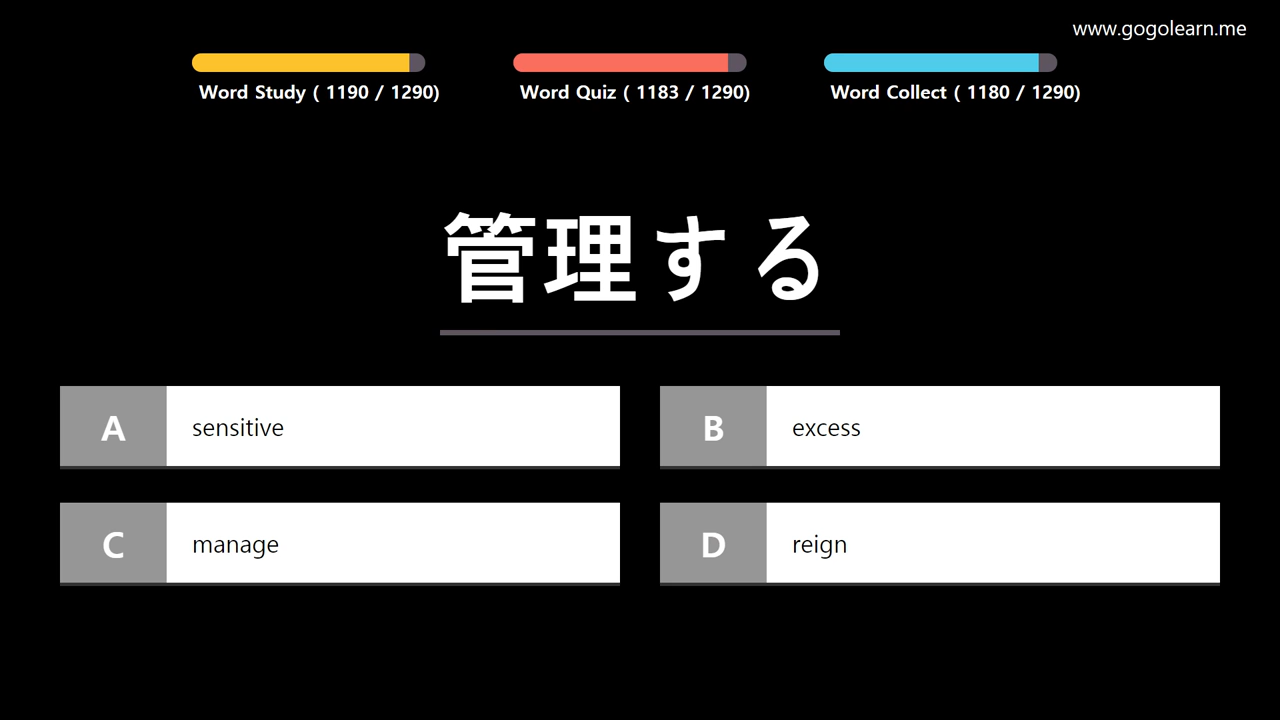 www.gogolearn.me
Word Study ( 1190 / 1290)
Word Quiz ( 1183 / 1290)
Word Collect ( 1180 / 1290)
管理する
A
sensitive
B
excess
C
manage
D
reign